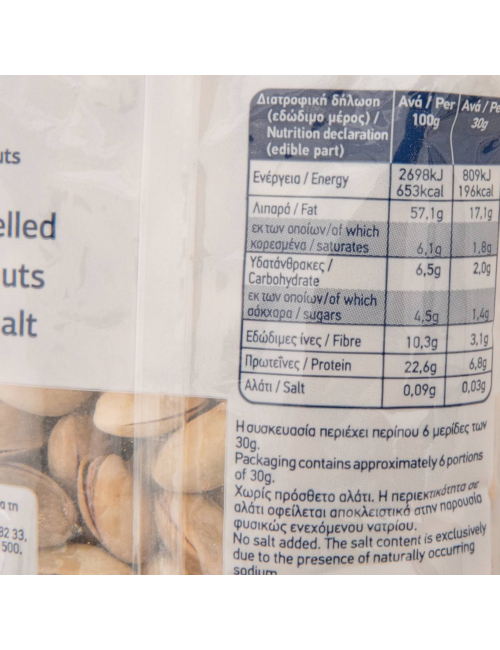 uts
elled
uts
alt
Διατροφική δήλωση
(εδώδιμο μέρος) /
Nutrition declaration
(edible part)
Ανά / Per
100g
Ανά / Pe
30g
Ενέργεια / Energy
2698kJ
653kcal
809kJ
196kcal
Λιπαρά / Fat 57,1g 17,1g
εκ των οποίων/of which
κορεσμένα / saturates 6,1g 1,8g
Υδατάνθρακες /
Carbohydrate 6,5g 2,0g
εκ των οποίων/of which
σάκχαρα / sugars 4,5g 1,4g
Εδώδιμες ίνες / Fibre 10,3g 3,1g
Πρωτεΐνες / Protein 22,6g 6,8g
Αλάτι / Salt 0,09g 0,03g
Η συσκευασία περιέχει περίπου 6 μερίδες των
30g.
Packaging contains approximately 6 portions
of 30g.
Χωρίς πρόσθετο αλάτι. Η περιεκτικότητα σε
αλάτι οφείλεται αποκλειστικά στην παρουσία
φυσικώς ενεχόμενου νατρίου.
No salt added. The salt content is exclusively
due to the presence of naturally occurring
sodium
α τη
82 33,
500,